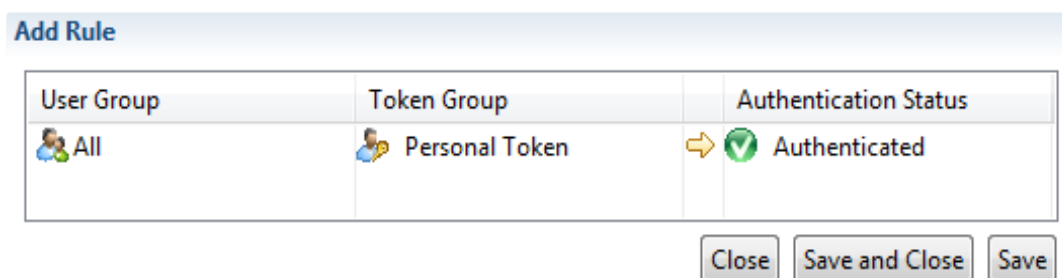 Add Rule
User Group Token Group Authentication Status
All Personal Token Authenticated
Close Save and Close Save